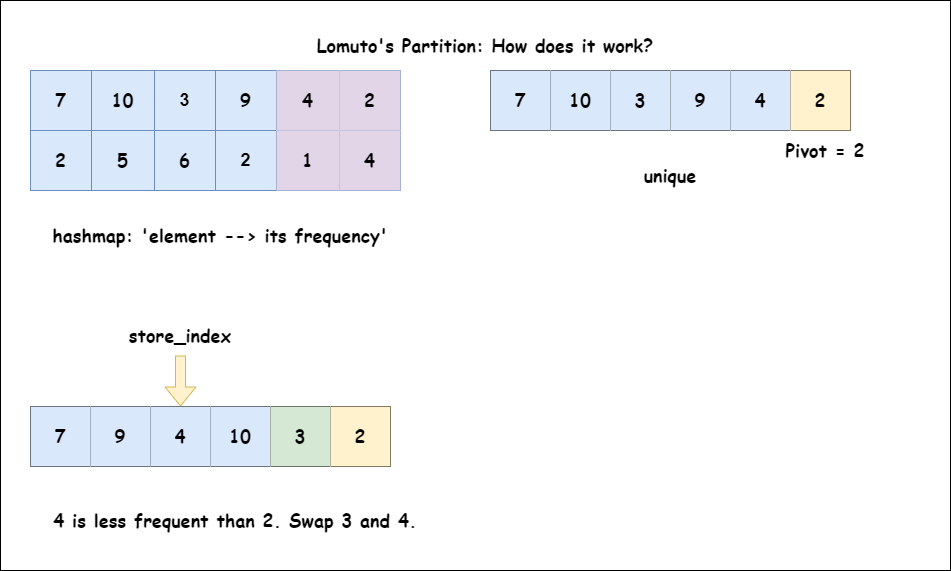 Lomuto's Partition: How does it work?
7 10 3 9 4 2
2 5 6 2 1 4
hashmap: 'element --> its frequency'
7 10 3 9 4 2
Pivot = 2
unique
store_index
7 9 4 10 3 2
4 is less frequent than 2. Swap 3 and 4.